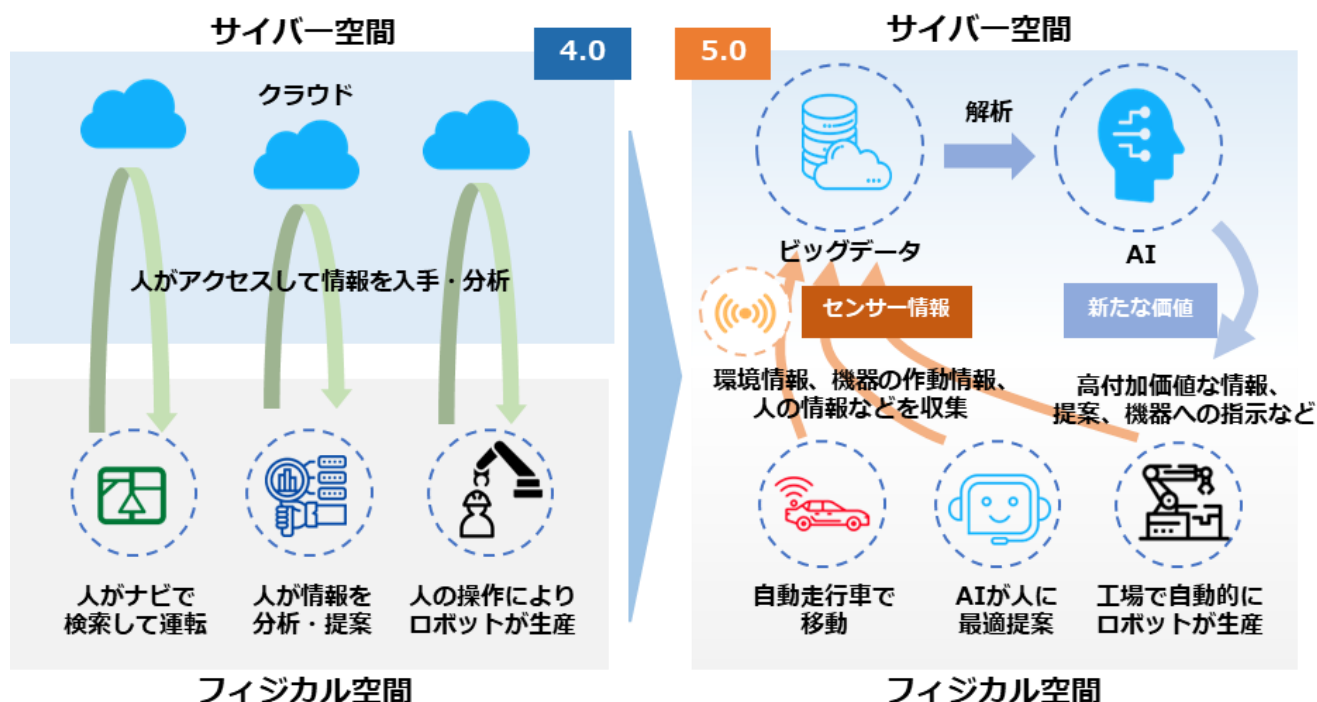 サイバー空間
4.0
クラウド
人がアクセスして情報を入手・分析
人がナビで
検索して運転
人が情報を
分析・提案
人の操作により
ロボットが生産
フィジカル空間
5.0
サイバー空間
解析
ビッグデータ
AI
センサー情報
新たな価値
環境情報、機器の作動情報、
人の情報などを収集
高付加価値な情報、
提案、機器への指示など
自動走行車で
移動
AIが人に
最適提案
工場で自動的に
ロボットが生産
フィジカル空間